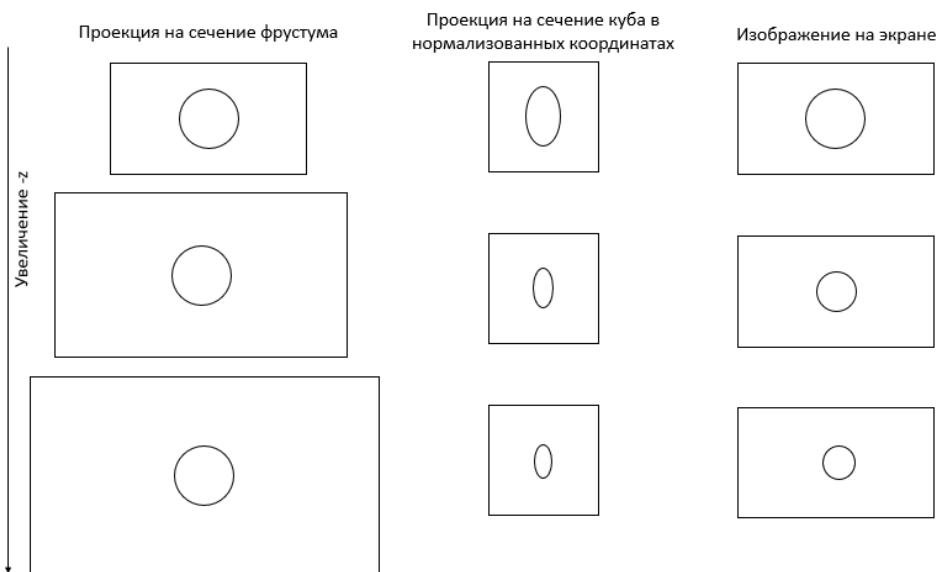 Проекция на сечение фрустума
Проекция на сечение куба в
нормализованных координатах
Изображение на экране
Увеличение -z